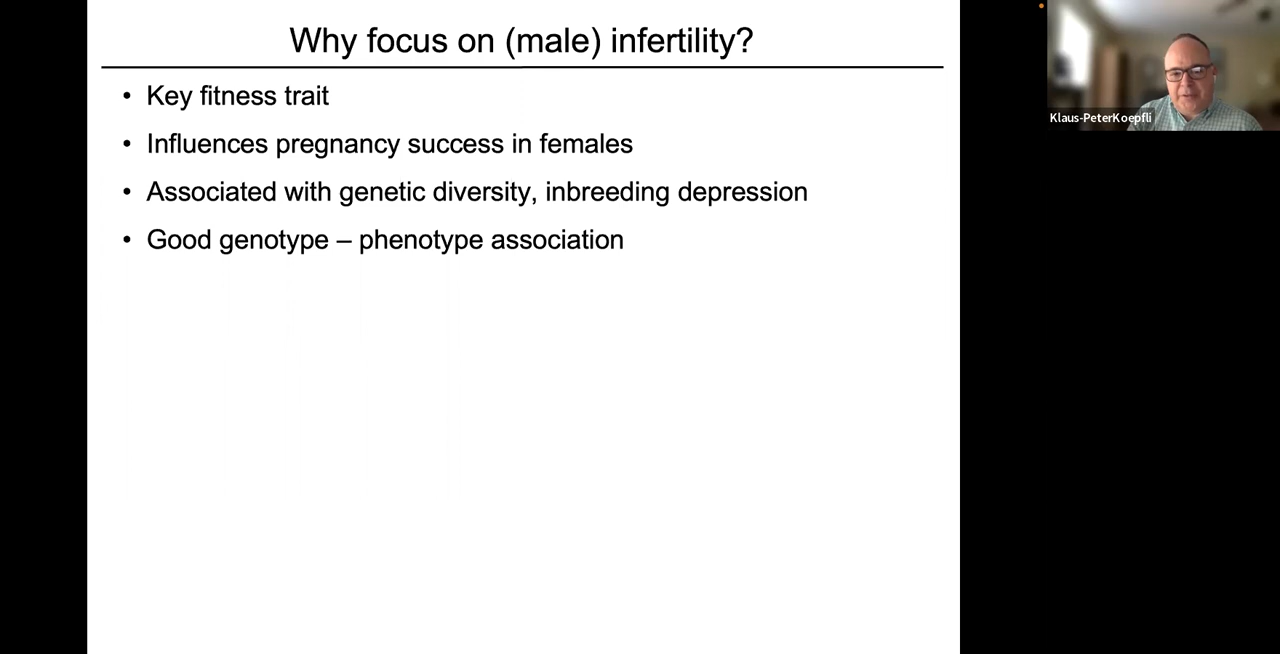 Why focus on (male) infertility?
• Key fitness trait
• Influences pregnancy success in females
• Associated with genetic diversity, inbreeding depression
• Good genotype – phenotype association
Klaus-PeterKoepfli